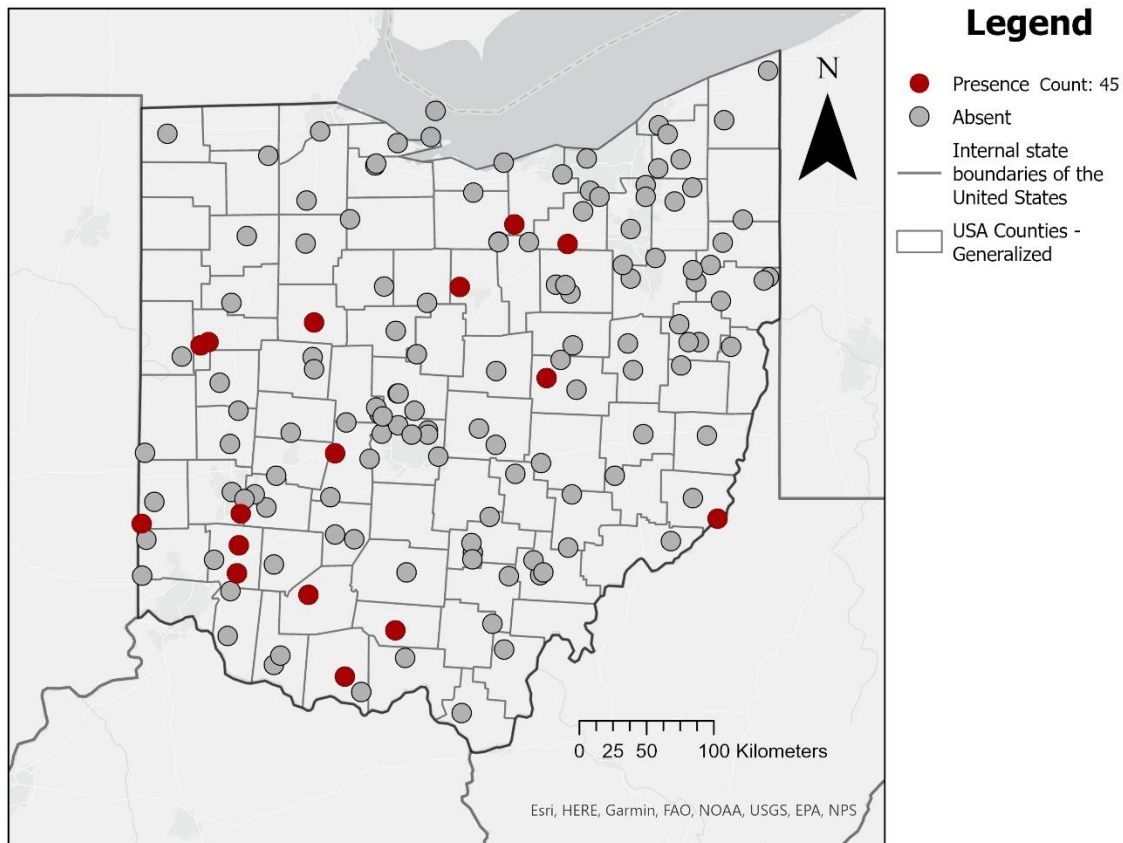 Legend
Presence Count: 45
Absent
Internal state
boundaries of the
United States
USA Counties -
Generalized
N
0 25 50 100 Kilometers
Esri, HERE, Garmin, FAO, NOAA, USGS, EPA, NPS